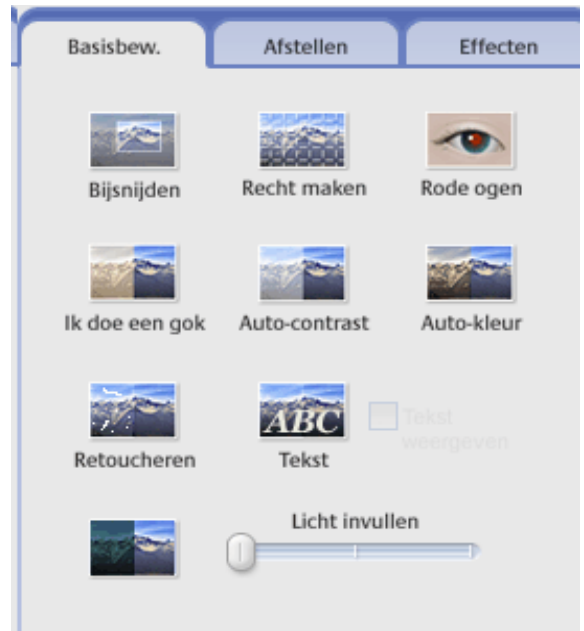 Basisbew. Afstellen Effecten
Bijsnijden Recht maken Rode ogen
Ik doe een gok Auto-contrast Auto-kleur
ABC
Tekst
weergeven
Retoucheren Tekst
Licht invullen